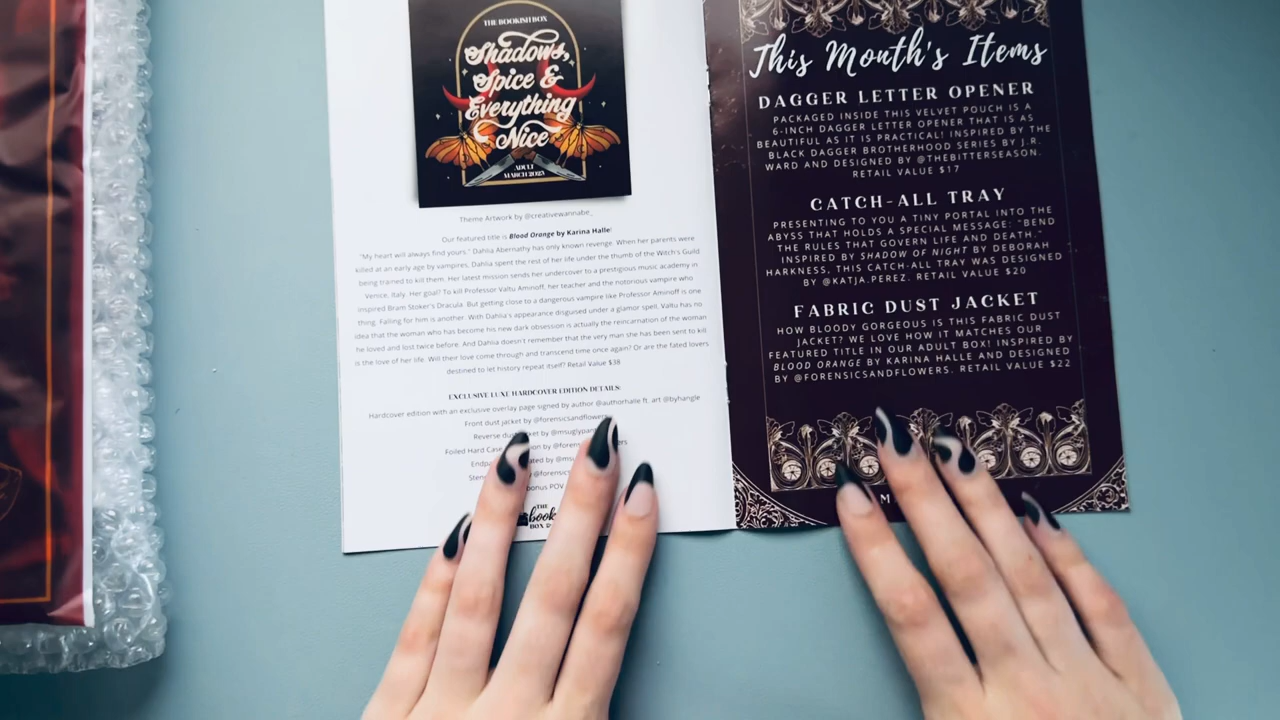 THE BOOKISH BOX
Shadows,
Spice &
Everything
Nice
ADULT
MARCH 2023
Theme Artwork by @creativewannabe_
Our featured title is Blood Orange by Karina Halle!
"My heart will always find yours." Dahlia Abernathy has only known revenge. When her parents were
killed at an early age by vampires, Dahlia spent the rest of her life under the thumb of the Witch's Guild
being trained to kill them. Her latest mission sends her undercover to a prestigious music academy in
Venice, Italy. Her goal? To kill Professor Valtu Aminoff, her teacher and the notorious vampire who
inspired Bram Stoker's Dracula. But getting close to a dangerous vampire like Professor Aminoff is one
thing. Falling for him is another. With Dahlia's appearance disguised under a glamor spell, Valtu has no
idea that the woman who has become his new dark obsession is actually the reincarnation of the woman
he loved and lost twice before. And Dahlia doesn't remember that the very man she has been sent to kill
is the love of her life. Will their love come through and transcend time once again? Or are the fated lovers
destined to let history repeat itself? Retail Value $38
EXCLUSIVE LUXE HARDCOVER EDITION DETAILS:
Hardcover edition with an exclusive overlay page signed by author @authorhalle ft. art @byhangle
Front dust jacket by @forensicsandflowers
Reverse by @msuglypan
Foiled Hard Case by @foren
by @ms
by @forensic
bonus POV
THE
book
BOX
This Month's Items
DAGGER LETTER OPENER
PACKAGED INSIDE THIS VELVET POUCH IS A
6-INCH DAGGER LETTER OPENER THAT IS AS
BEAUTIFUL AS IT IS PRACTICAL! INSPIRED BY THE
BLACK DAGGER BROTHERHOOD SERIES BY J.R.
WARD AND DESIGNED BY @THEBITTERSEASON.
RETAIL VALUE $17
CATCH-ALL TRAY
PRESENTING TO YOU A TINY PORTAL INTO THE
ABYSS THAT HOLDS A SPECIAL MESSAGE: "BEND
THE RULES THAT GOVERN LIFE AND DEATH."
INSPIRED BY SHADOW OF NIGHT BY DEBORAH
HARKNESS, THIS CATCH-ALL TRAY WAS DESIGNED
BY @KATJA.PEREZ. RETAIL VALUE $20
FABRIC DUST JACKET
HOW BLOODY GORGEOUS IS THIS FABRIC DUST
JACKET? WE LOVE HOW IT MATCHES OUR
FEATURED TITLE IN OUR ADULT BOX! INSPIRED BY
BLOOD ORANGE BY KARINA HALLE AND DESIGNED
BY @FORENSICSANDFLOWERS. RETAIL VALUE $22
M